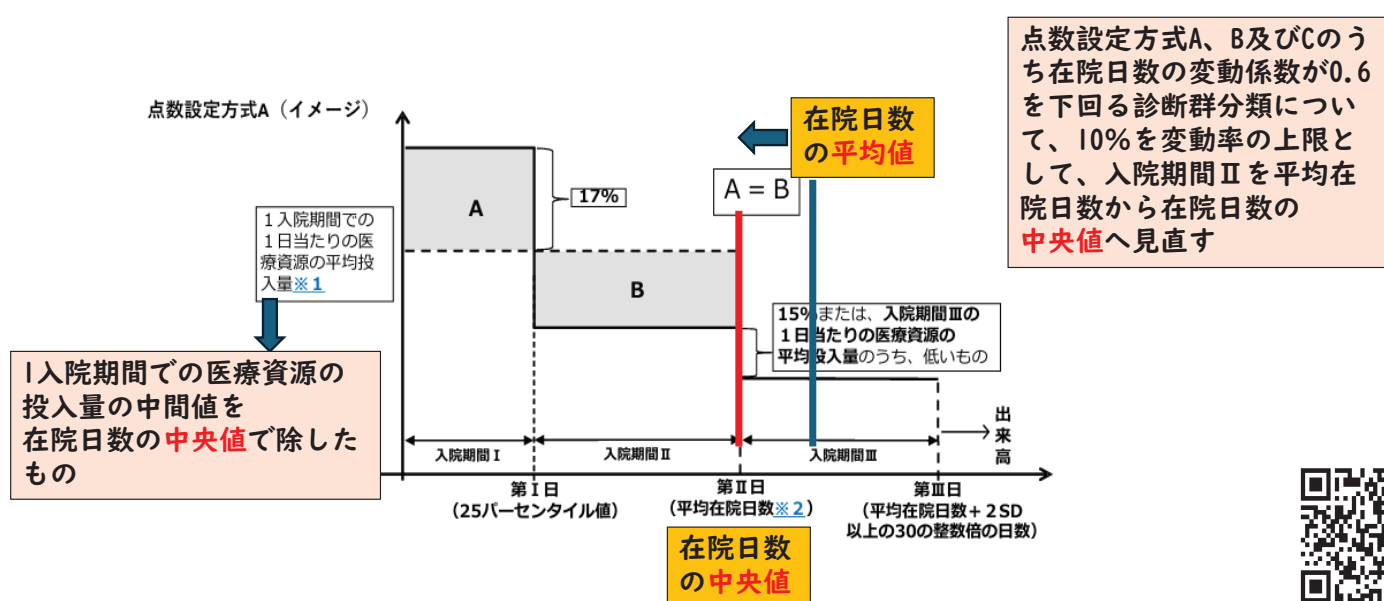 点数設定方式A、B及びCのう
ち在院日数の変動係数が0.6
を下回る診断群分類につい
て、10%を変動率の上限と
して、入院期間Ⅱを平均在
院日数から在院日数の
中央値へ見直す
点数設定方式A（イメージ）
在院日数
の平均値
A = B
A
17%
１入院期間での
１日当たりの医
療資源の平均投
入量※１
B
15%または、入院期間Ⅲの
１日当たりの医療資源の
平均投入量のうち、低いもの
1入院期間での医療資源の
投入量の中間値を
在院日数の中央値で除した
もの
出
来
高
入院期間Ⅰ
入院期間Ⅱ
入院期間Ⅲ
第Ⅰ日
（25パーセンタイル値）
第Ⅱ日
（平均在院日数※２）
第Ⅲ日
（平均在院日数＋２SD
以上の30の整数倍の日数）
在院日数
の中央値